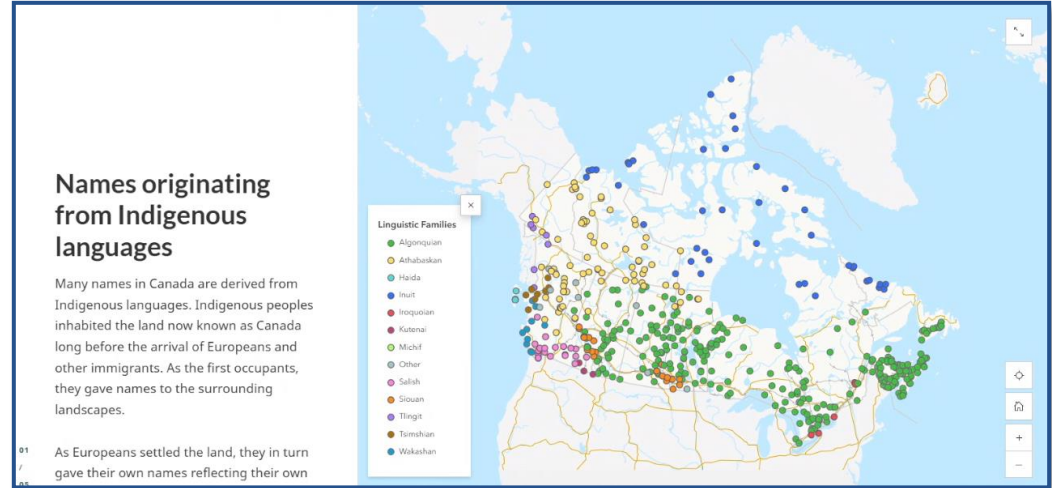 Names originating
from Indigenous
languages
Many names in Canada are derived from
Indigenous languages. Indigenous peoples
inhabited the land now known as Canada
long before the arrival of Europeans and
other immigrants. As the first occupants,
they gave names to the surrounding
landscapes.
As Europeans settled the land, they in turn
gave their own names reflecting their own
01
/
05
Linguistic Families
Algonquian
Athabaskan
Haida
Inuit
Iroquoian
Kutenai
Michif
Other
Salish
Siouan
Tlingit
Tsimshian
Wakashan